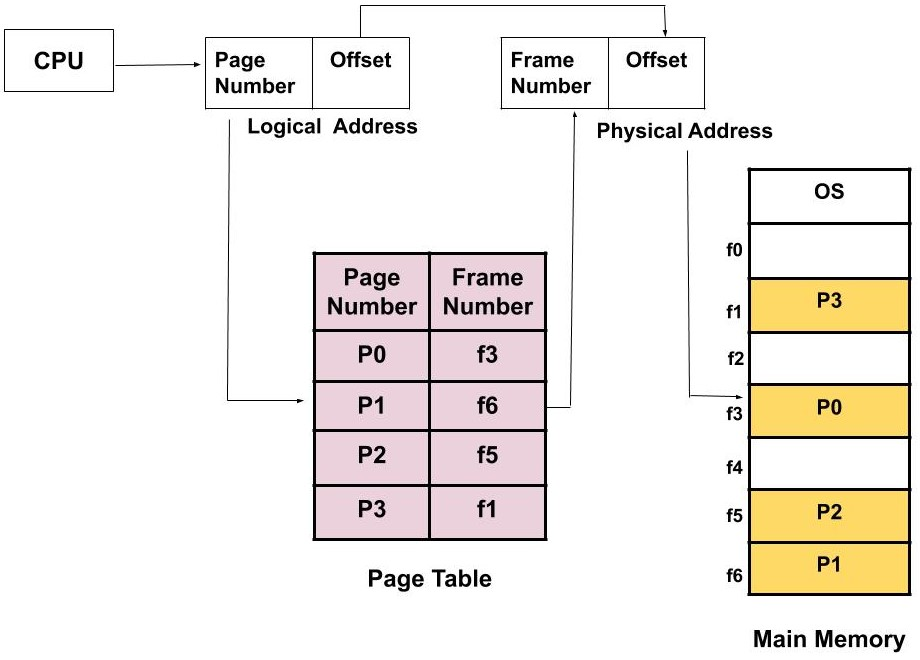 CPU
Page
Number
Offset
Logical Address
Frame
Number
Offset
Physical Address
Page
Number
Frame
Number
P0
f3
P1
f6
P2
f5
P3
f1
Page Table
OS
f0
f1
P3
f2
f3
P0
f4
f5
P2
f6
P1
Main Memory